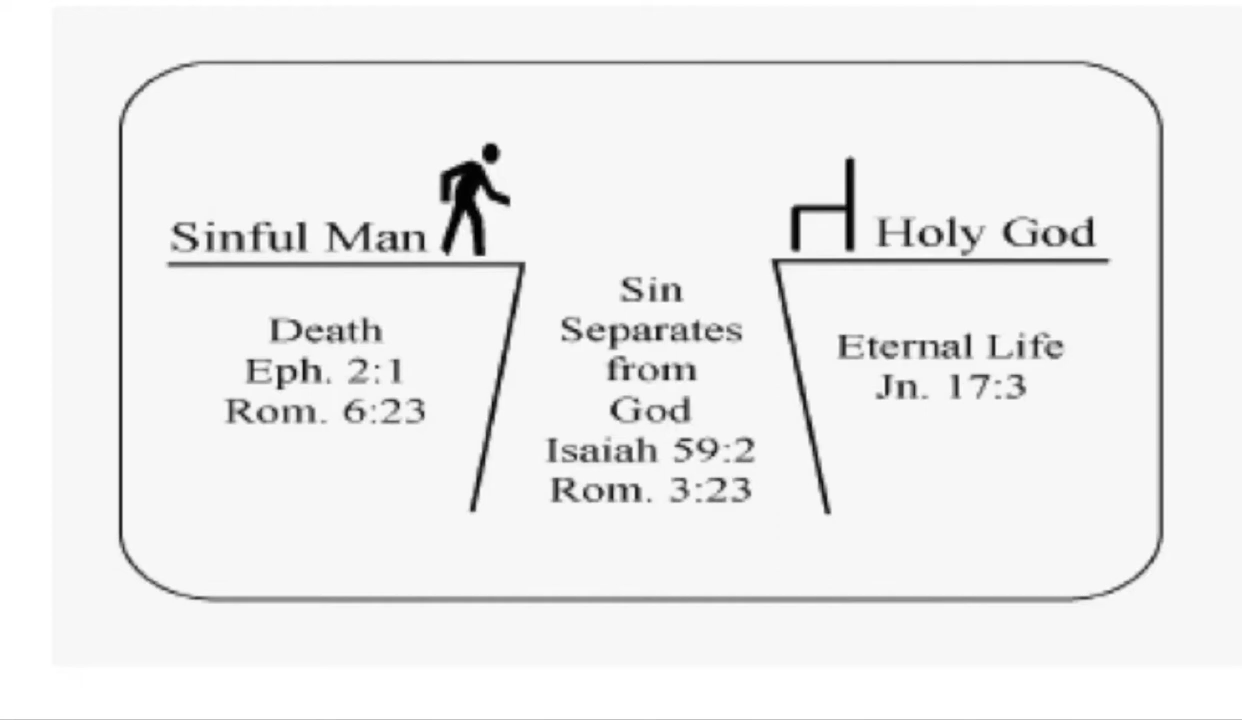 Sinful Man
Death
Eph. 2:1
Rom. 6:23
Sin
Separates
from
God
Isaiah 59:2
Rom. 3:23
Holy God
Eternal Life
Jn. 17:3